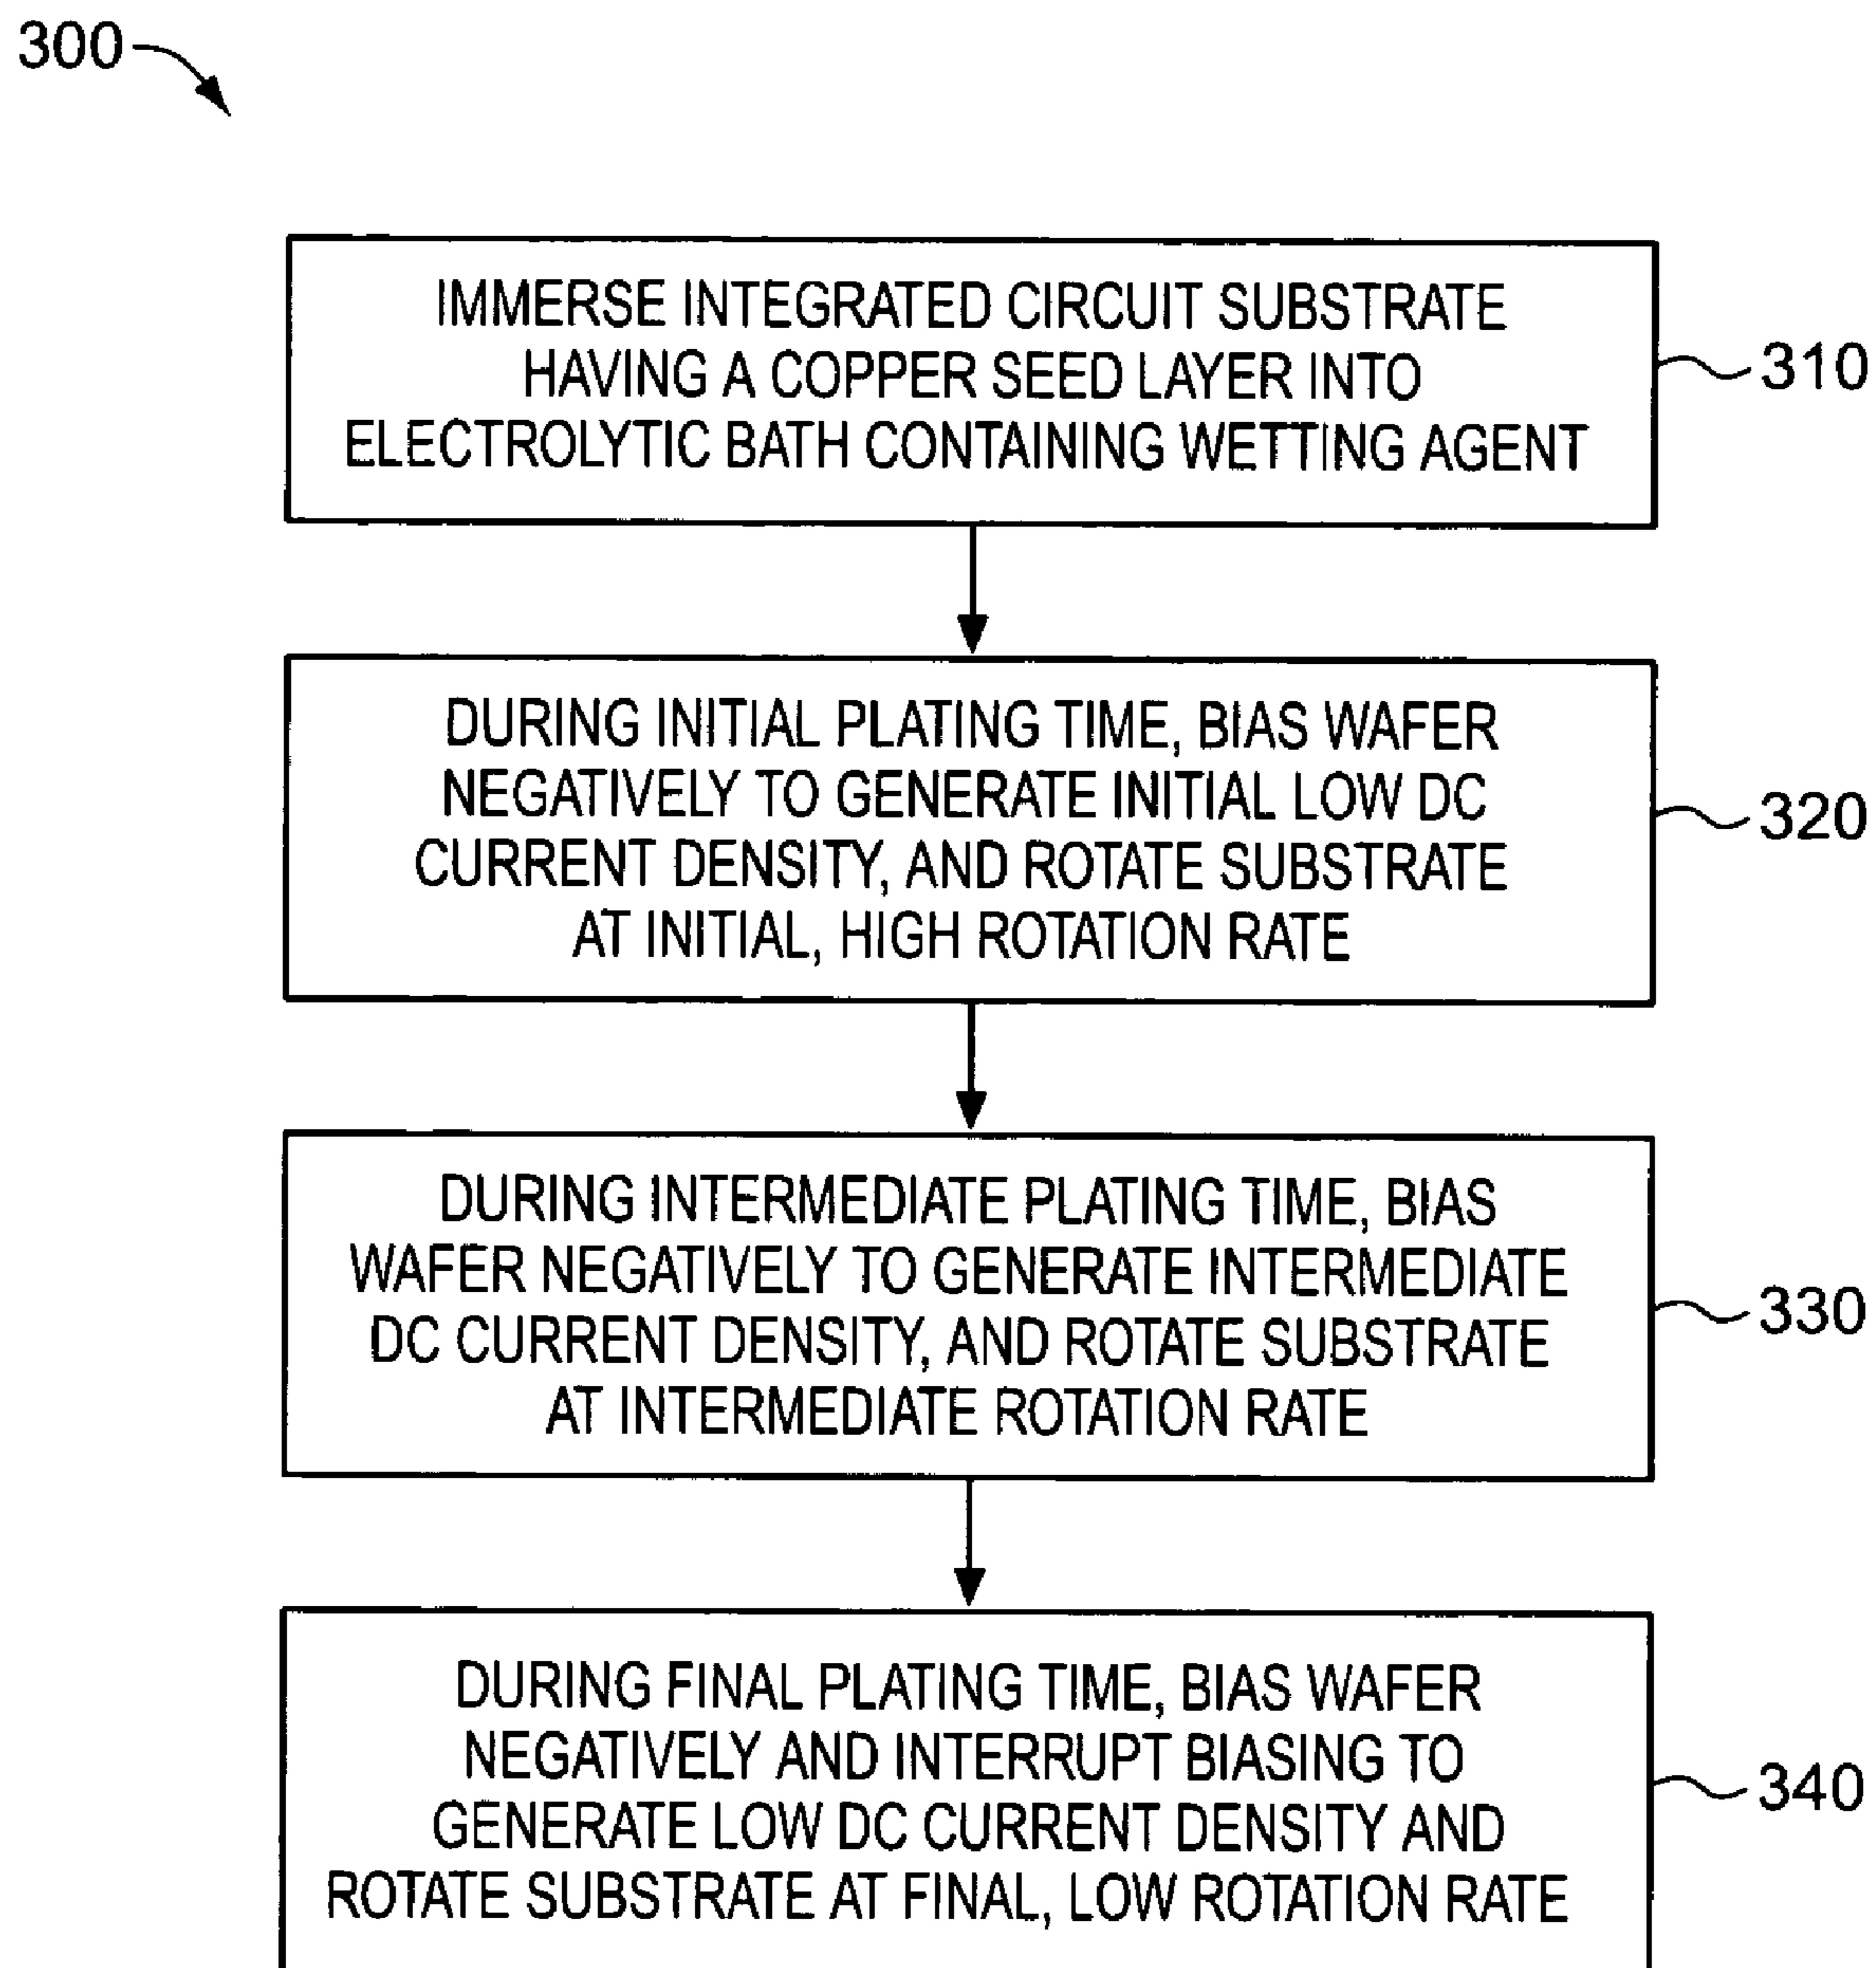 300
IMMERSE INTEGRATED CIRCUIT SUBSTRATE
HAVING A COPPER SEED LAYER INTO
ELECTROLYTIC BATH CONTAINING WETTING AGENT
310
DURING INITIAL PLATING TIME, BIAS WAFER
NEGATIVELY TO GENERATE INITIAL LOW DC
CURRENT DENSITY, AND ROTATE SUBSTRATE
AT INITIAL, HIGH ROTATION RATE
320
DURING INTERMEDIATE PLATING TIME, BIAS
WAFER NEGATIVELY TO GENERATE INTERMEDIATE
DC CURRENT DENSITY, AND ROTATE SUBSTRATE
AT INTERMEDIATE ROTATION RATE
330
DURING FINAL PLATING TIME, BIAS WAFER
NEGATIVELY AND INTERRUPT BIASING TO
GENERATE LOW DC CURRENT DENSITY AND
ROTATE SUBSTRATE AT FINAL, LOW ROTATION RATE
340